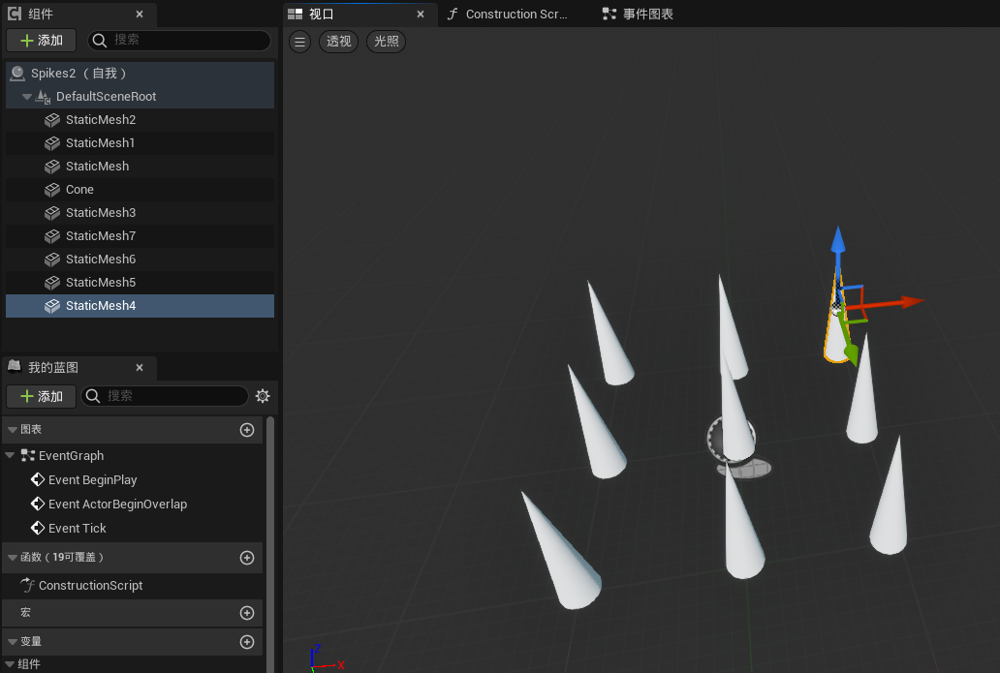 组件
添加
搜索
Spikes2 （自我）
DefaultSceneRoot
StaticMesh2
StaticMesh1
StaticMesh
Cone
StaticMesh3
StaticMesh7
StaticMesh6
StaticMesh5
StaticMesh4
我的蓝图
添加
搜索
图表
EventGraph
Event BeginPlay
Event ActorBeginOverlap
Event Tick
函数（19可覆盖）
ConstructionScript
宏
变量
组件
视口
Construction Scr...
事件图表
透视
光照
Z
X